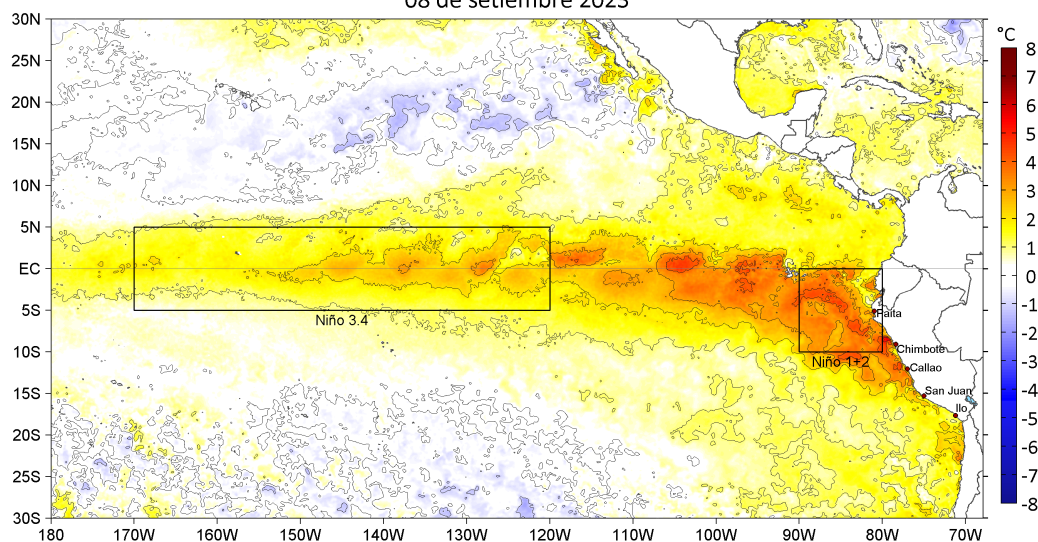 08 de setiembre 2023
30N
25N
20N
15N
10N
5N
EC
5S
10S
15S
20S
25S
30S
180 170W 160W 150W 140W 130W 120W 110W 100W 90W 80W 70W
Niño 3.4
Niño 1+2
Paita
Chimbote
Callao
San Juan
Ilo
°C
8
7
6
5
4
3
2
1
0
-1
-2
-3
-4
-5
-6
-7
-8